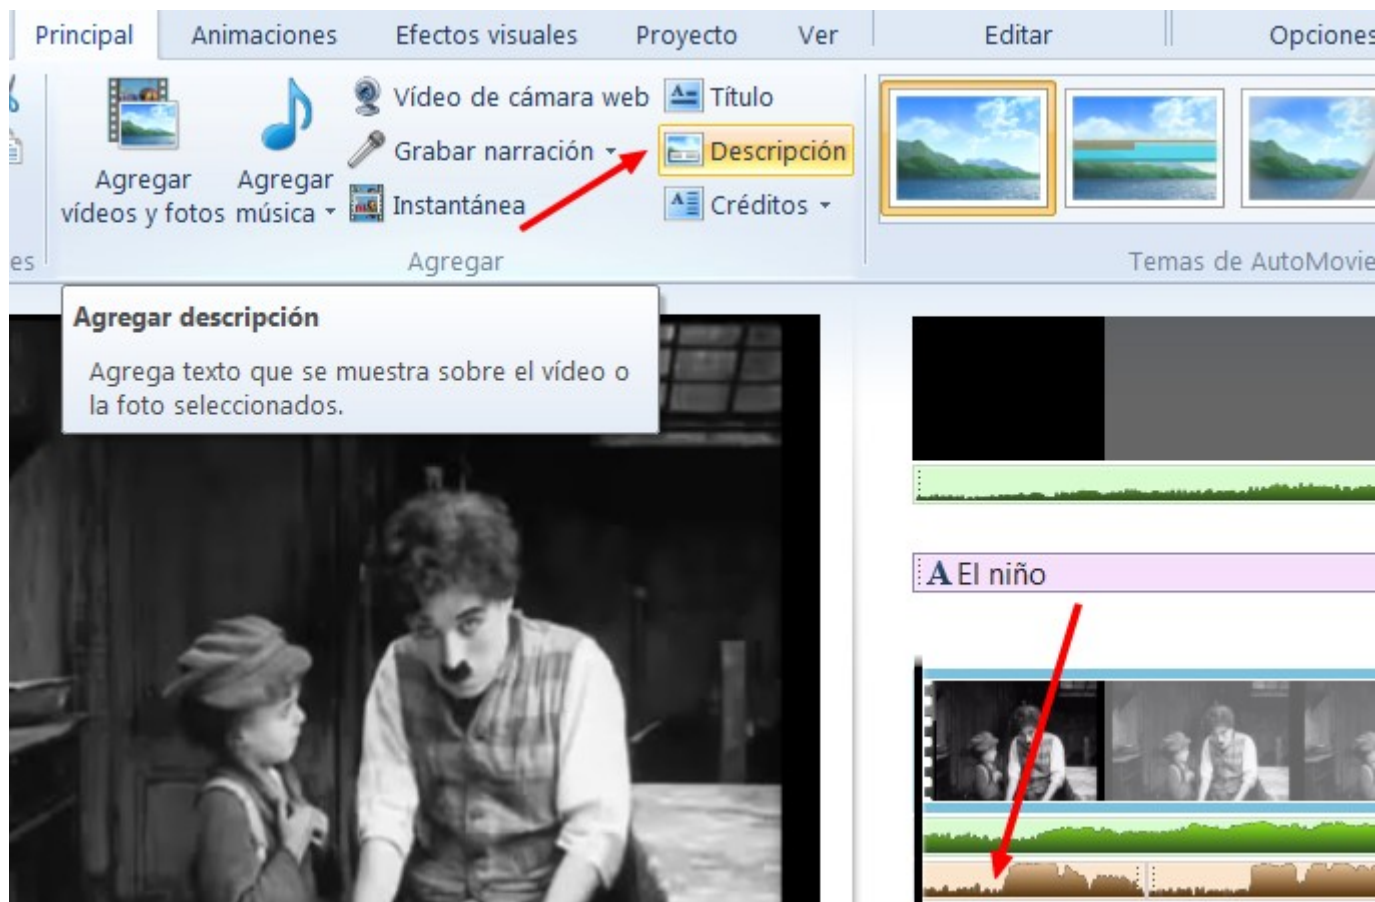 Principal Animaciones Efectos visuales Proyecto Ver Editar Opciones
Agregar vídeos y fotos
Agregar música
Vídeo de cámara web
Grabar narración
Instantánea
Título
Descripción
Créditos
es
Agregar
Temas de AutoMovie
Agregar descripción
Agrega texto que se muestra sobre el vídeo o
la foto seleccionados.
A El niño